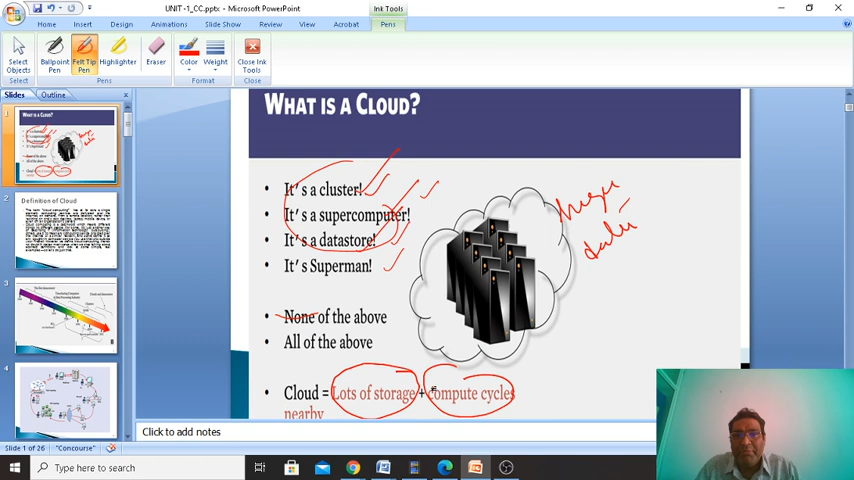 UNIT -1_CC.pptx - Microsoft PowerPoint
Ink Tools
Home Insert Design Animations Slide Show Review View Acrobat Pens
Select Objects
Ballpoint Pen
Felt Tip Pen
Highlighter
Eraser
Color
Weight
Close Ink Tools
Select
Pens
Format
Close
Slides Outline
1
2
Definition of Cloud
3
4
WHAT IS A CLOUD?
• It's a cluster!
• It's a supercomputer!
• It's a datastore!
• It's Superman!
• None of the above
• All of the above
• Cloud = Lots of storage + compute cycles
nearby
Click to add notes
Slide 1 of 26 "Concourse"
Type here to search